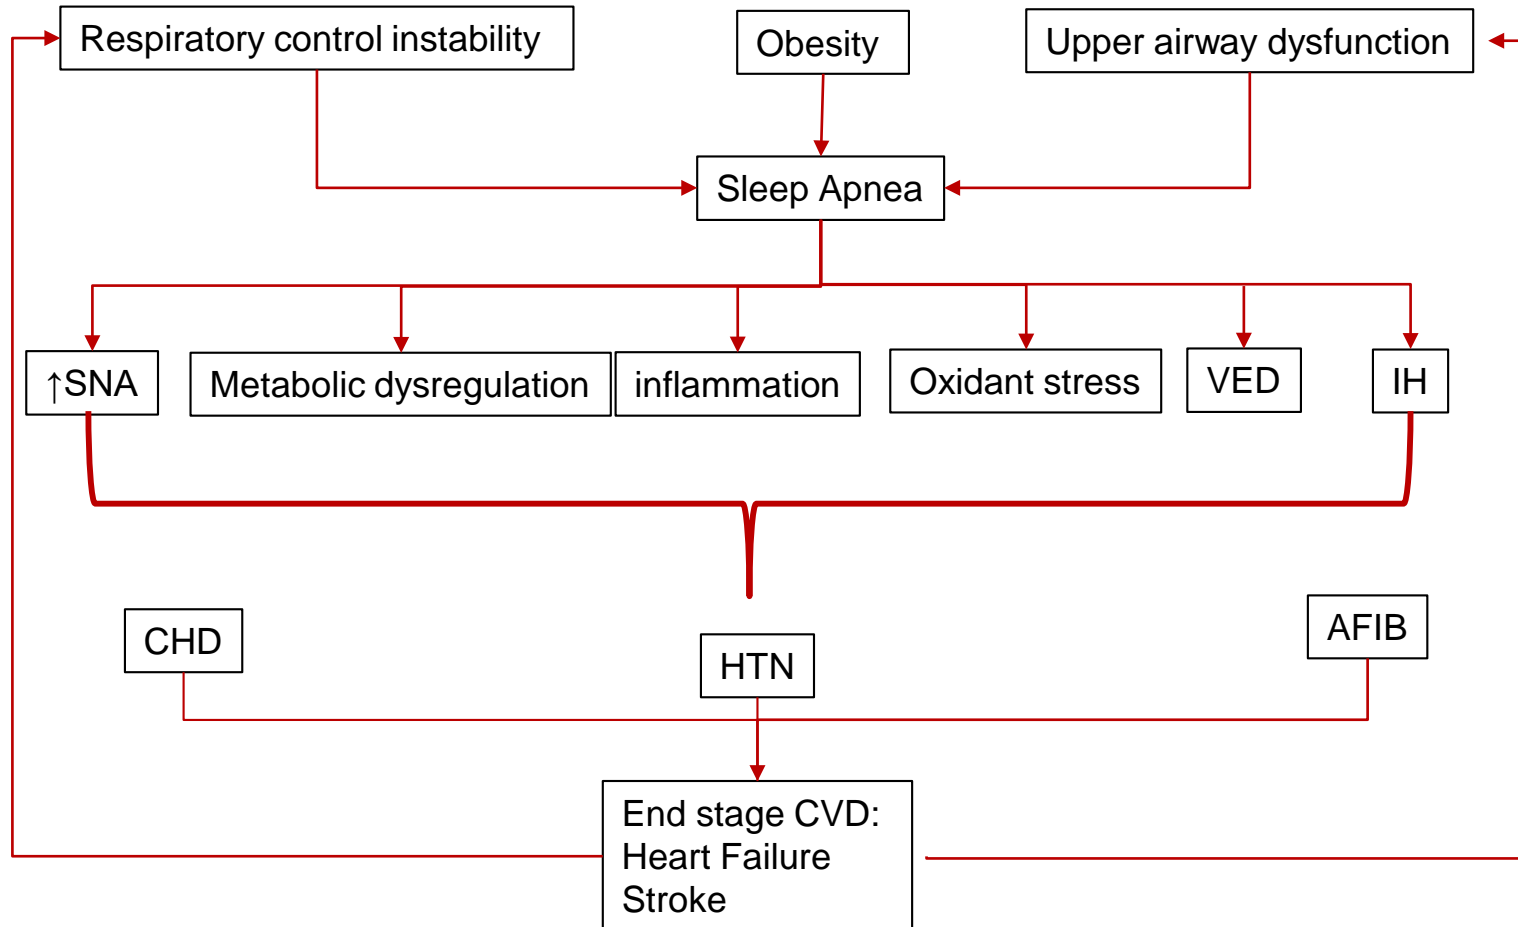 Respiratory control instability
Obesity
Upper airway dysfunction
Sleep Apnea
↑SNA
Metabolic dysregulation
inflammation
Oxidant stress
VED
IH
CHD
HTN
AFIB
End stage CVD:
Heart Failure
Stroke